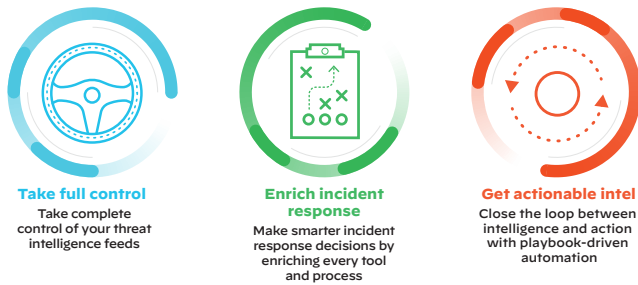 Take full control
Take complete
control of your threat
intelligence feeds
Enrich incident
response
Make smarter incident
response decisions by
enriching every tool
and process
Get actionable intel
Close the loop between
intelligence and action
with playbook-driven
automation